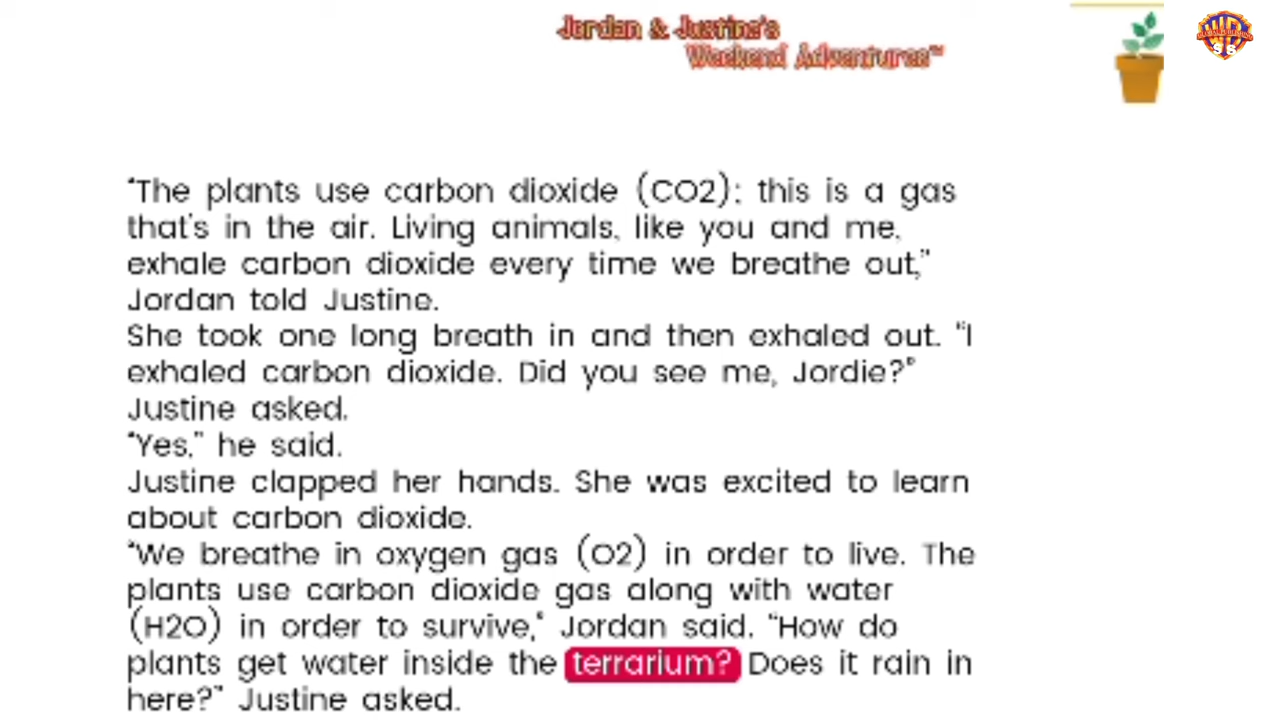 Jordan & Justine's
Weekend Adventures™
"The plants use carbon dioxide (CO2); this is a gas
that's in the air. Living animals, like you and me,
exhale carbon dioxide every time we breathe out,"
Jordan told Justine.
She took one long breath in and then exhaled out. "I
exhaled carbon dioxide. Did you see me, Jordie?"
Justine asked.
"Yes," he said.
Justine clapped her hands. She was excited to learn
about carbon dioxide.
"We breathe in oxygen gas (O2) in order to live. The
plants use carbon dioxide gas along with water
(H2O) in order to survive," Jordan said. "How do
plants get water inside the terrarium? Does it rain in
here?" Justine asked.